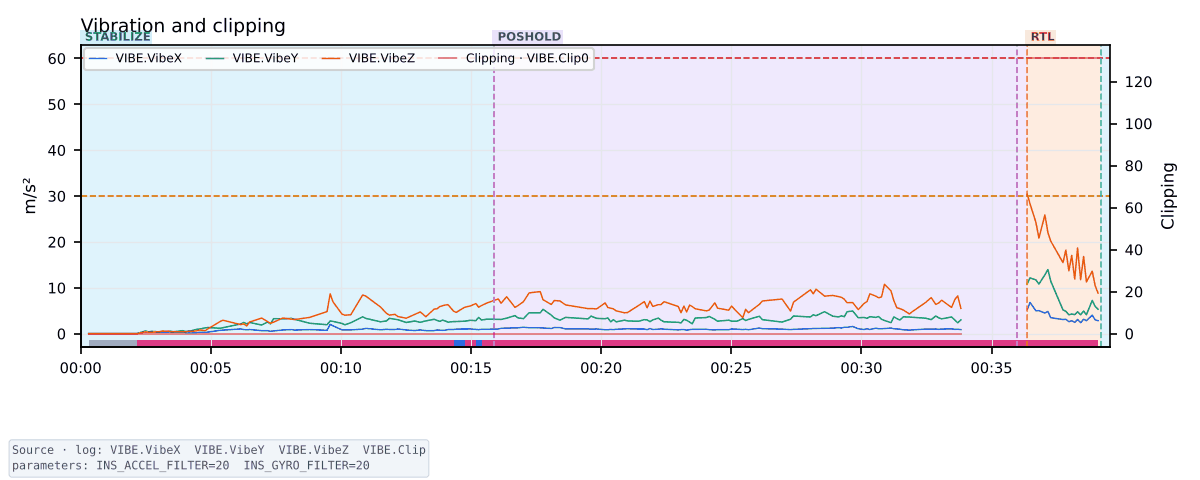 Vibration and clipping
STABILIZE
POSHOLD
RTL
VIBE.VibeX
VIBE.VibeY
VIBE.VibeZ
Clipping · VIBE.Clip0
60
50
40
30
20
10
0
m/s²
120
100
80
60
40
20
0
Clipping
00:00
00:05
00:10
00:15
00:20
00:25
00:30
00:35
Source · log: VIBE.VibeX  VIBE.VibeY  VIBE.VibeZ  VIBE.Clip
parameters: INS_ACCEL_FILTER=20  INS_GYRO_FILTER=20